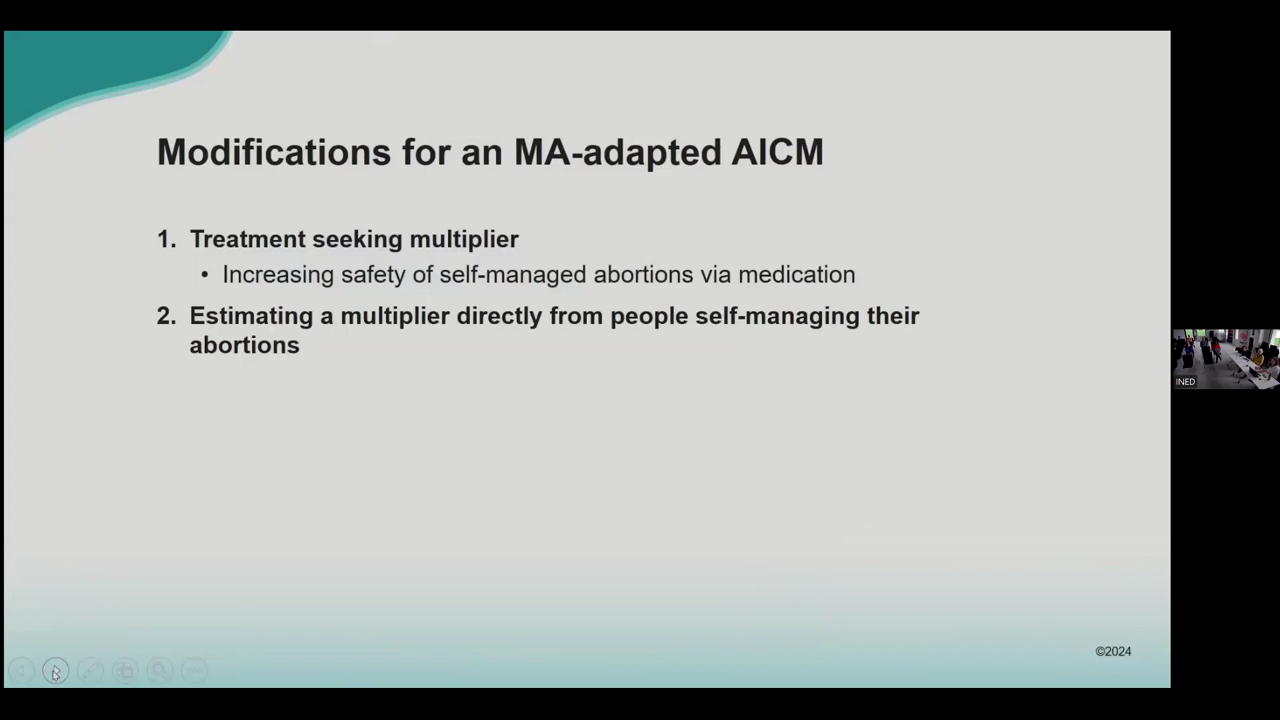 Modifications for an MA-adapted AICM
1. Treatment seeking multiplier
• Increasing safety of self-managed abortions via medication
2. Estimating a multiplier directly from people self-managing their
abortions
INED
©2024